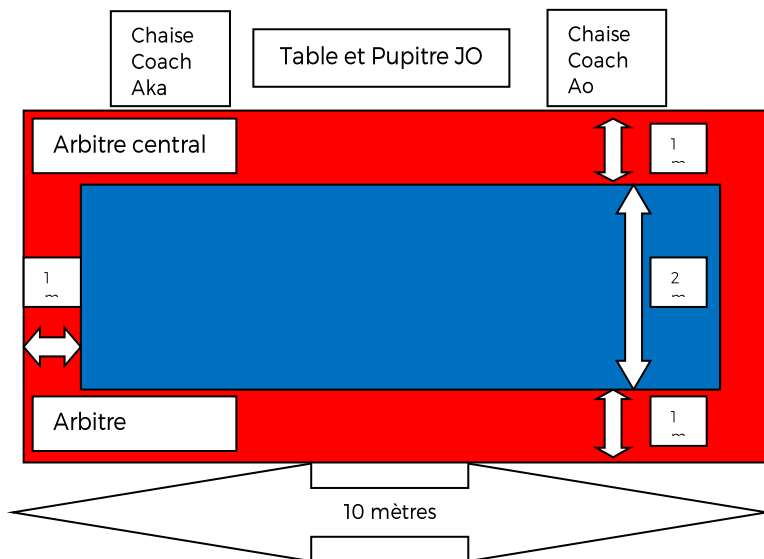 Chaise
Coach
Aka
Table et Pupitre JO
Chaise
Coach
Ao
Arbitre central
1
1
2
Arbitre
1
10 mètres